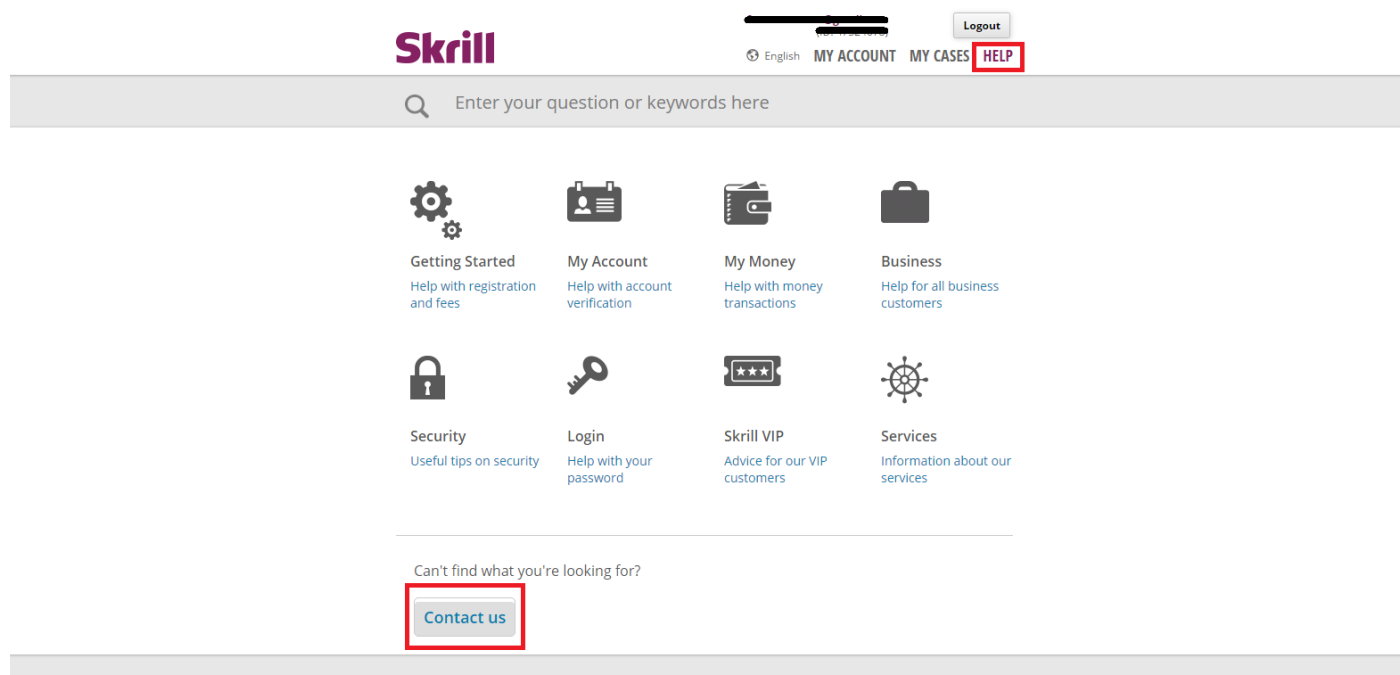 Skrill
Logout
English MY ACCOUNT MY CASES HELP
Enter your question or keywords here
Getting Started My Account My Money Business
Help with registration Help with account Help with money Help for all business
and fees verification transactions customers
Security Login Skrill VIP Services
Useful tips on security Help with your Advice for our VIP Information about our
password customers services
Can't find what you're looking for?
Contact us